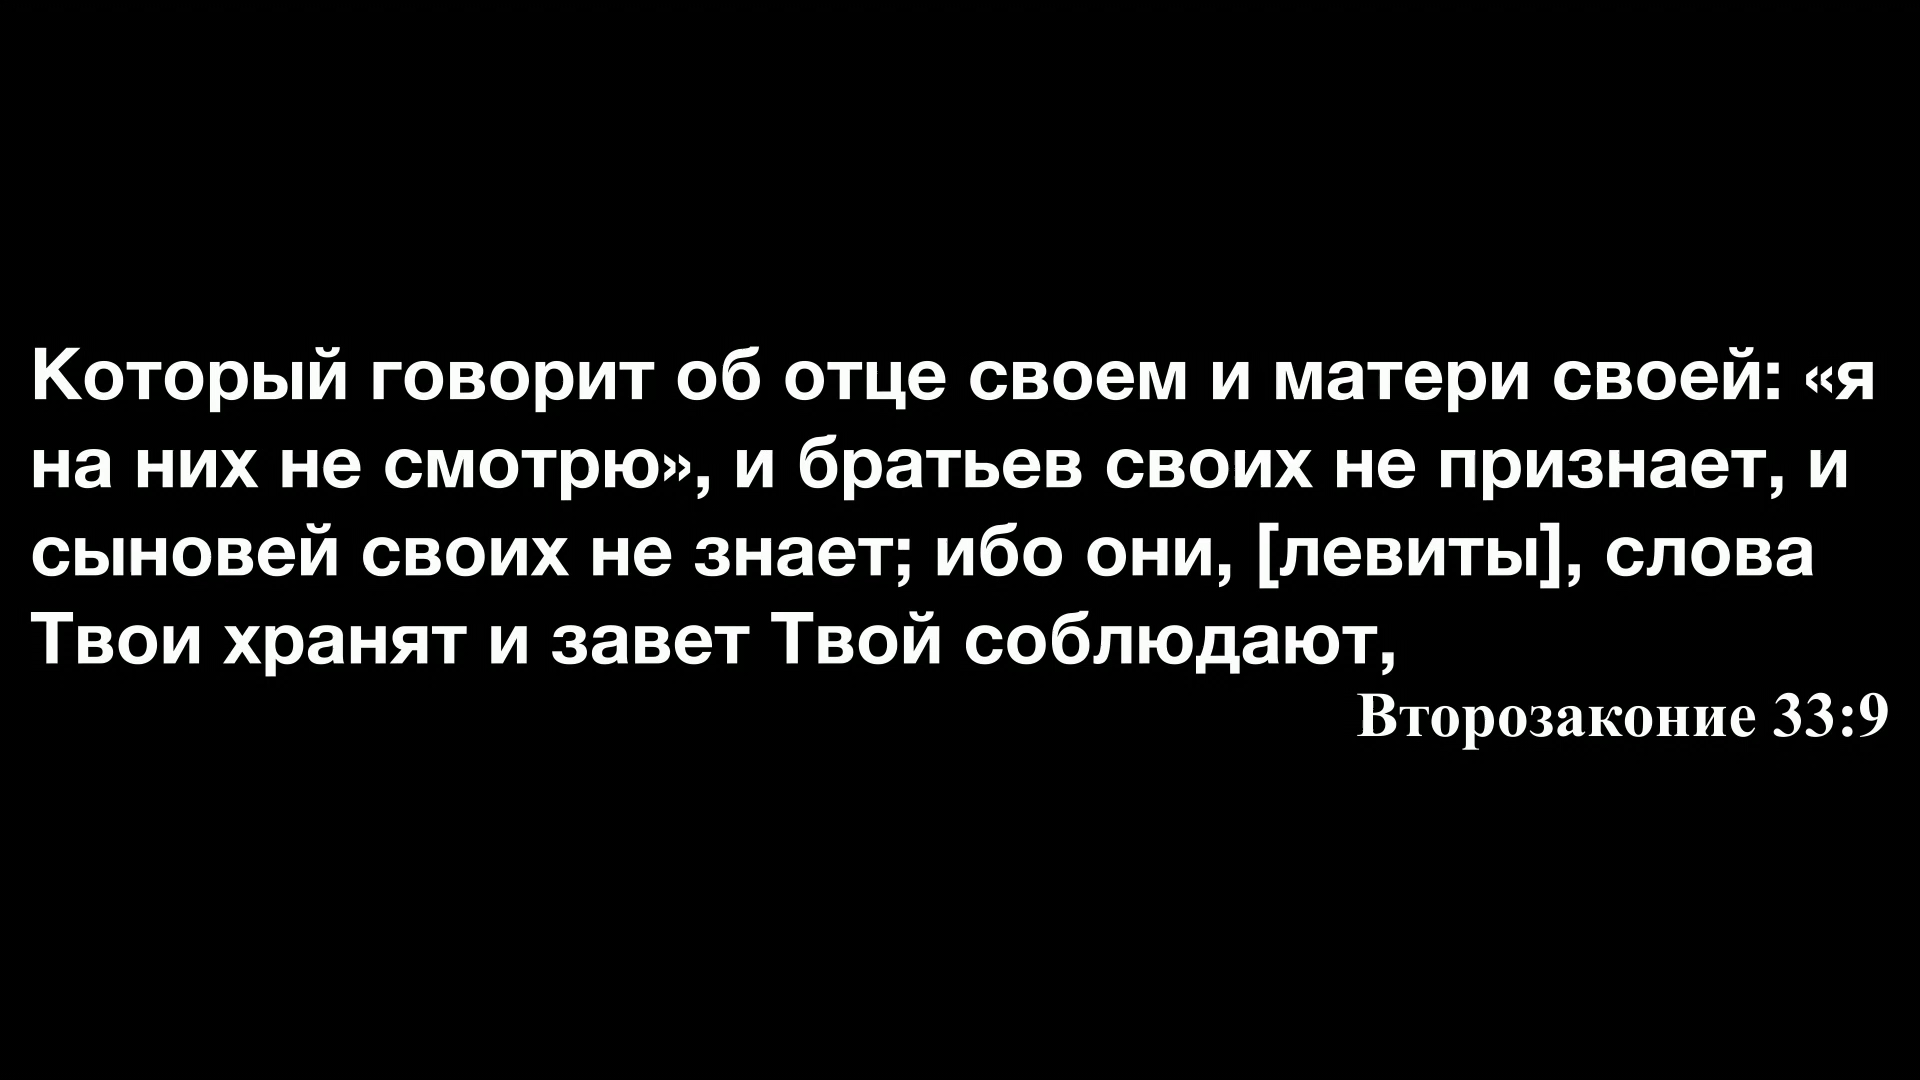 Который говорит об отце своем и матери своей: «я
на них не смотрю», и братьев своих не признает, и
сыновей своих не знает; ибо они, [левиты], слова
Твои хранят и завет Твой соблюдают,
Второзаконие 33:9